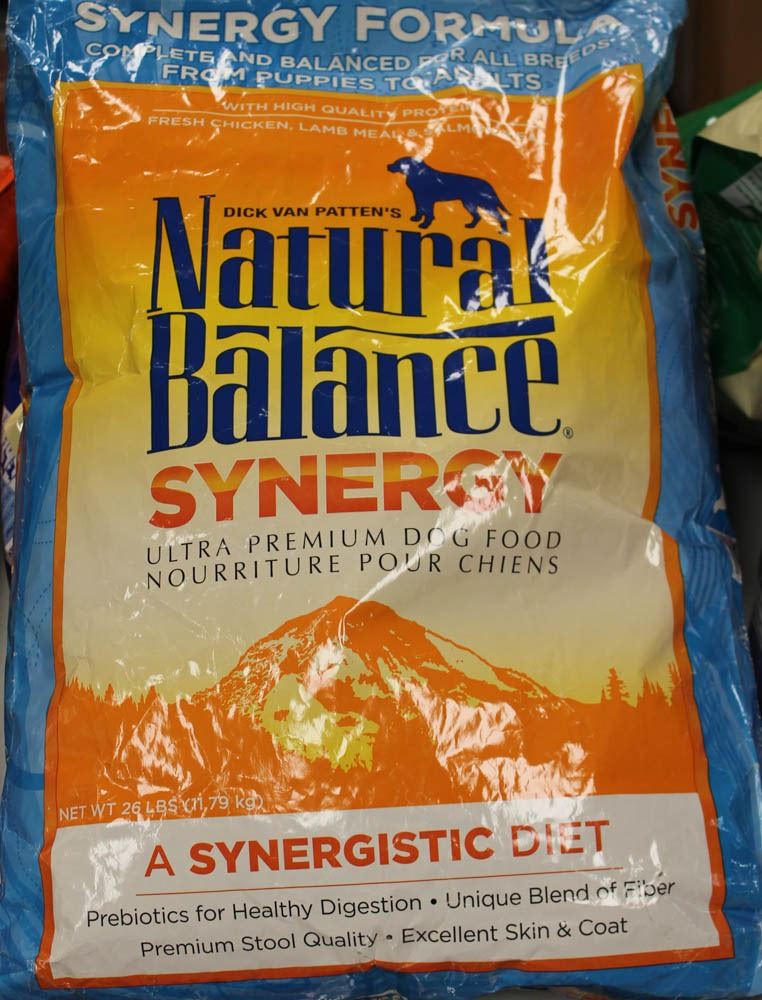 SYNERGY FORMULA
COMPLETE AND BALANCED FOR ALL BREEDS
FROM PUPPIES TO ADULTS
WITH HIGH QUALITY PROTEIN
FRESH CHICKEN, LAMB MEAL &
DICK VAN PATTEN'S
Natural
Balance®
SYNERGY
ULTRA PREMIUM DOG FOOD
NOURRITURE POUR CHIENS
NET WT 26 LBS (11.79 kg)
A SYNERGISTIC DIET
Prebiotics for Healthy Digestion • Unique Blend of Fiber
Premium Stool Quality • Excellent Skin & Coat